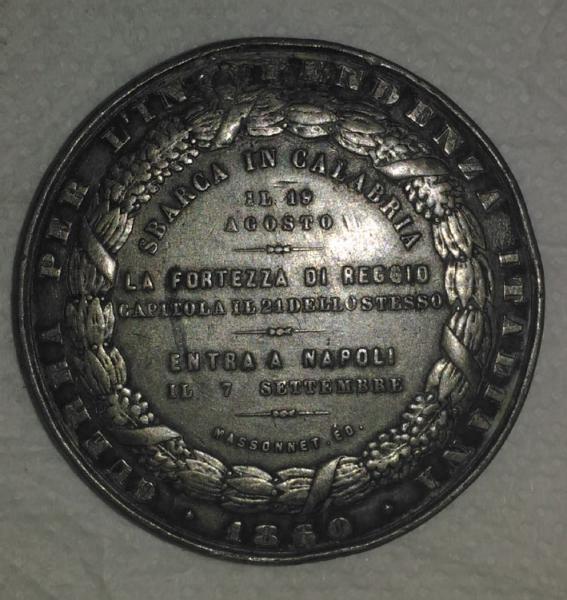 GUERRA PER L'INDIPENDENZA ITALIANA
SBARCA IN CALABRIA
IL 19
AGOSTO
LA FORTEZZA DI REGGIO
CAPITOLA IL 21 DELLO STESSO
ENTRA A NAPOLI
IL 7 SETTEMBRE
MASSONNET. ÉD.
· 1860 ·